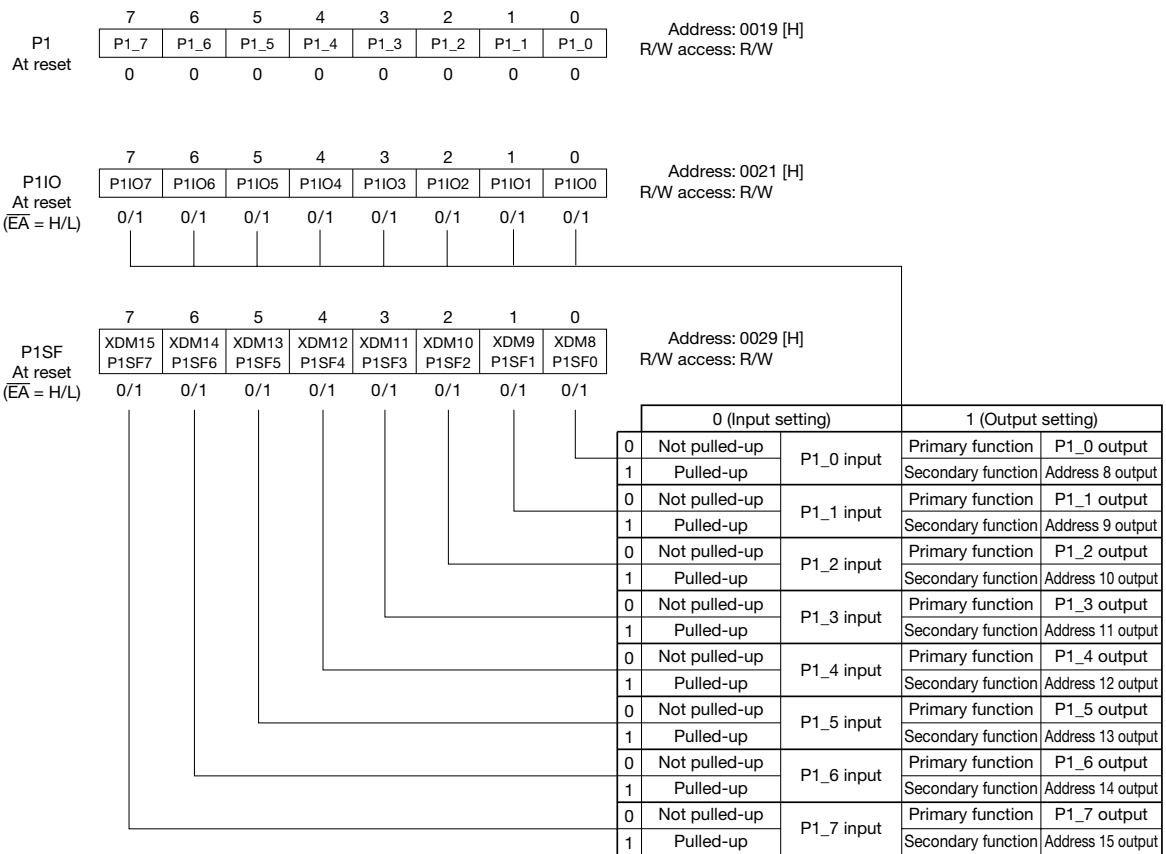 7 6 5 4 3 2 1 0
P1 P1_7 P1_6 P1_5 P1_4 P1_3 P1_2 P1_1 P1_0
At reset 0 0 0 0 0 0 0 0
Address: 0019 [H]
R/W access: R/W
7 6 5 4 3 2 1 0
P1IO P1IO7 P1IO6 P1IO5 P1IO4 P1IO3 P1IO2 P1IO1 P1IO0
At reset
(EA = H/L) 0/1 0/1 0/1 0/1 0/1 0/1 0/1 0/1
Address: 0021 [H]
R/W access: R/W
7 6 5 4 3 2 1 0
XDM15 XDM14 XDM13 XDM12 XDM11 XDM10 XDM9 XDM8
P1SF P1SF7 P1SF6 P1SF5 P1SF4 P1SF3 P1SF2 P1SF1 P1SF0
At reset
(EA = H/L) 0/1 0/1 0/1 0/1 0/1 0/1 0/1 0/1
Address: 0029 [H]
R/W access: R/W
0 (Input setting) 1 (Output setting)
0 Not pulled-up P1_0 input Primary function P1_0 output
1 Pulled-up Secondary function Address 8 output
0 Not pulled-up P1_1 input Primary function P1_1 output
1 Pulled-up Secondary function Address 9 output
0 Not pulled-up P1_2 input Primary function P1_2 output
1 Pulled-up Secondary function Address 10 output
0 Not pulled-up P1_3 input Primary function P1_3 output
1 Pulled-up Secondary function Address 11 output
0 Not pulled-up P1_4 input Primary function P1_4 output
1 Pulled-up Secondary function Address 12 output
0 Not pulled-up P1_5 input Primary function P1_5 output
1 Pulled-up Secondary function Address 13 output
0 Not pulled-up P1_6 input Primary function P1_6 output
1 Pulled-up Secondary function Address 14 output
0 Not pulled-up P1_7 input Primary function P1_7 output
1 Pulled-up Secondary function Address 15 output